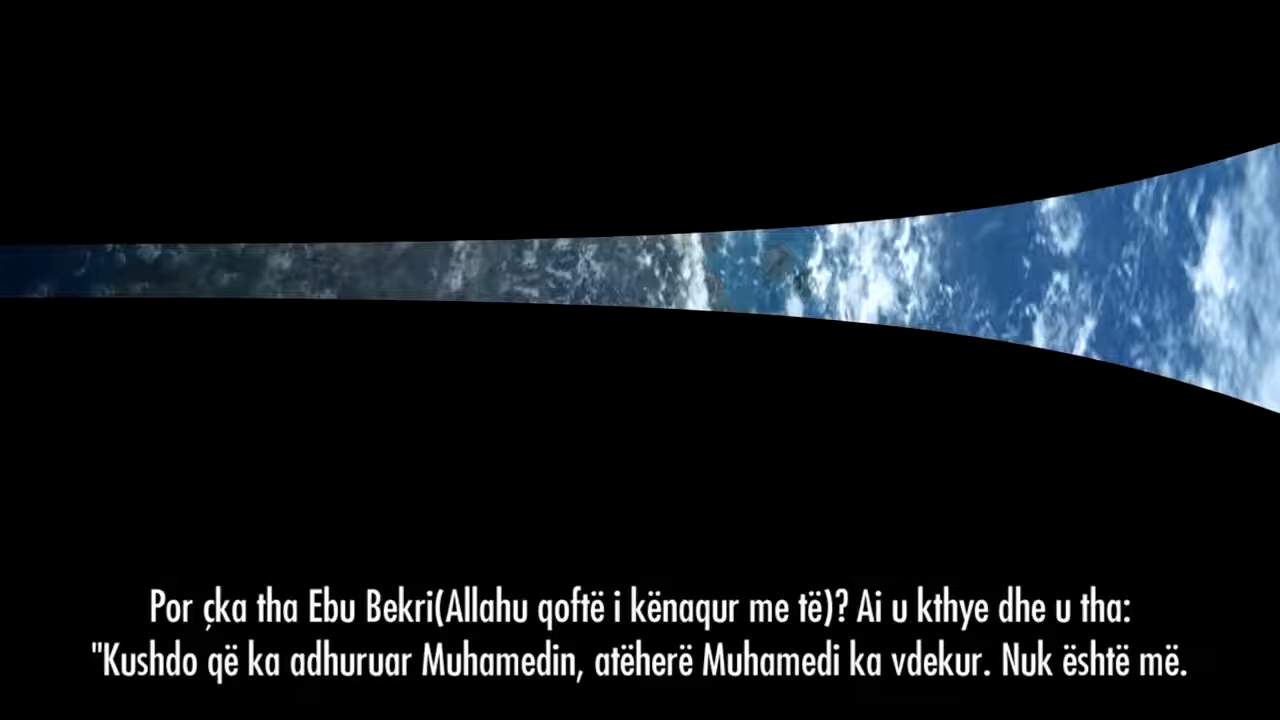 Por çka tha Ebu Bekri(Allahu qoftë i kënaqur me të)? Ai u kthye dhe u tha:
"Kushdo që ka adhuruar Muhamedin, atëherë Muhamedi ka vdekur. Nuk është më.